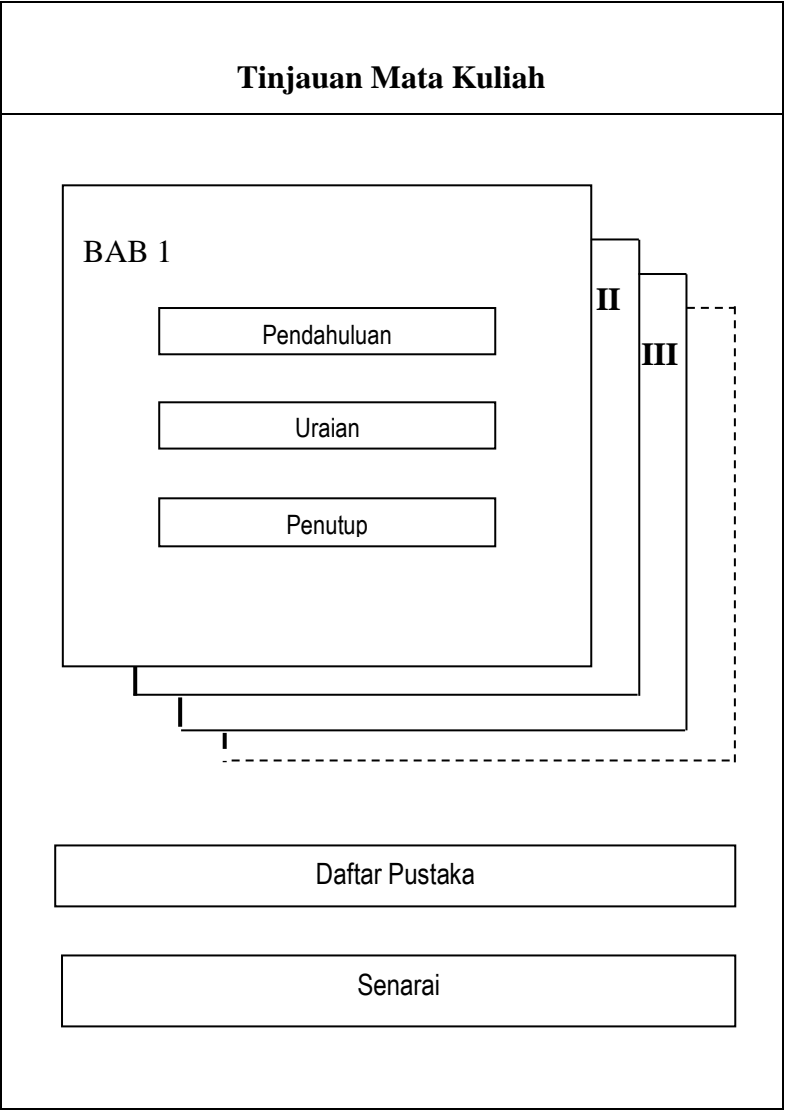 Tinjauan Mata Kuliah
BAB 1
II
III
Pendahuluan
Uraian
Penutup
Daftar Pustaka
Senarai